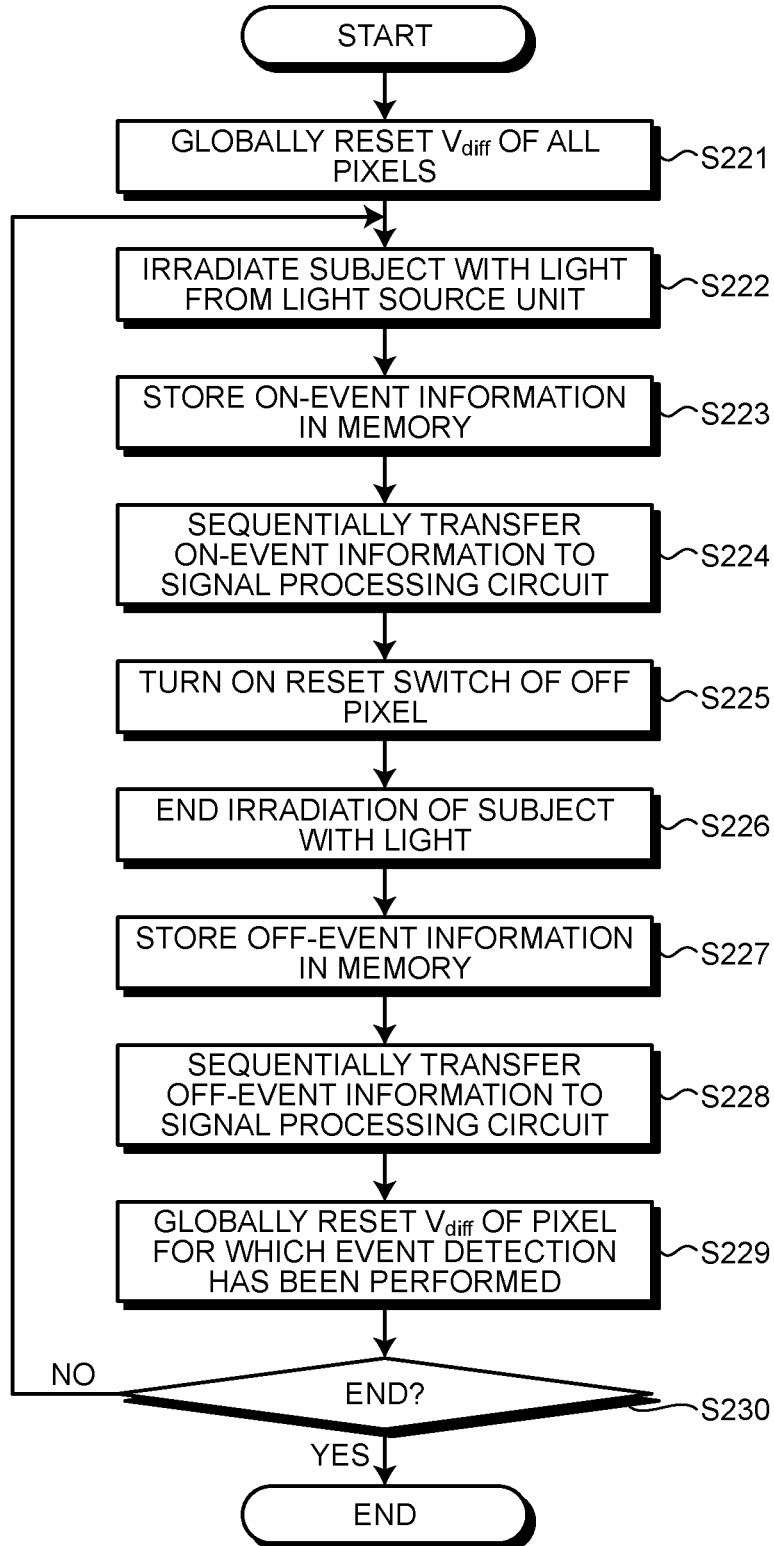 START
GLOBALLY RESET Vdiff OF ALL
PIXELS
S221
IRRADIATE SUBJECT WITH LIGHT
FROM LIGHT SOURCE UNIT
S222
STORE ON-EVENT INFORMATION
IN MEMORY
S223
SEQUENTIALLY TRANSFER
ON-EVENT INFORMATION TO
SIGNAL PROCESSING CIRCUIT
S224
TURN ON RESET SWITCH OF OFF
PIXEL
S225
END IRRADIATION OF SUBJECT
WITH LIGHT
S226
STORE OFF-EVENT INFORMATION
IN MEMORY
S227
SEQUENTIALLY TRANSFER
OFF-EVENT INFORMATION TO
SIGNAL PROCESSING CIRCUIT
S228
GLOBALLY RESET Vdiff OF PIXEL
FOR WHICH EVENT DETECTION
HAS BEEN PERFORMED
S229
NO
END?
S230
YES
END